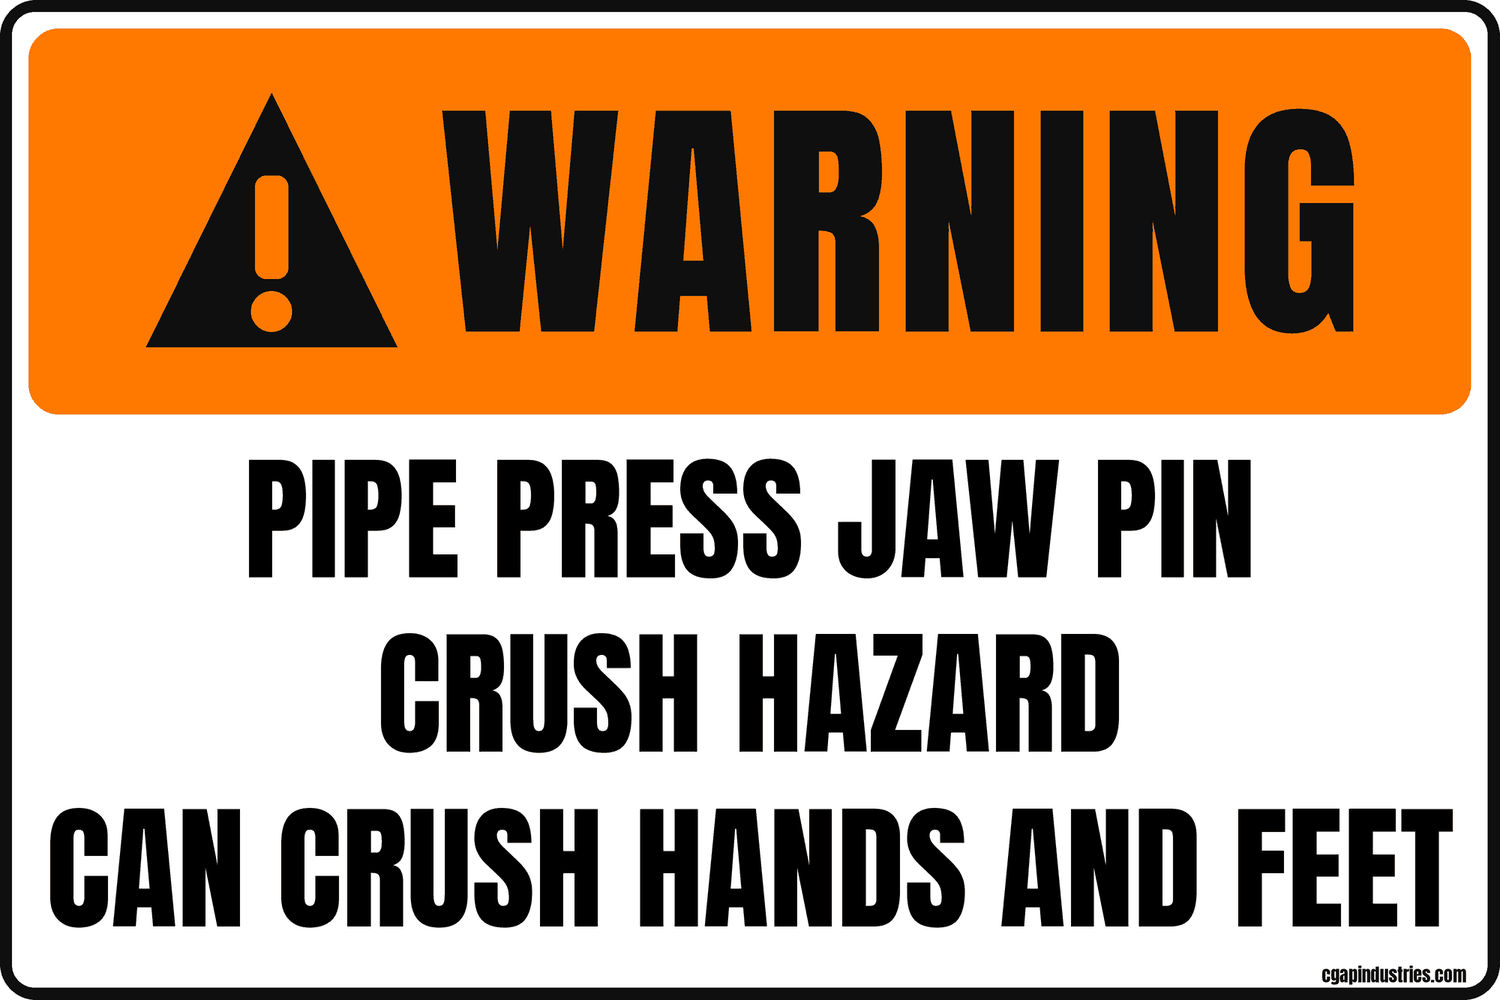 WARNING
PIPE PRESS JAW PIN
CRUSH HAZARD
CAN CRUSH HANDS AND FEET
cgapindustries.com